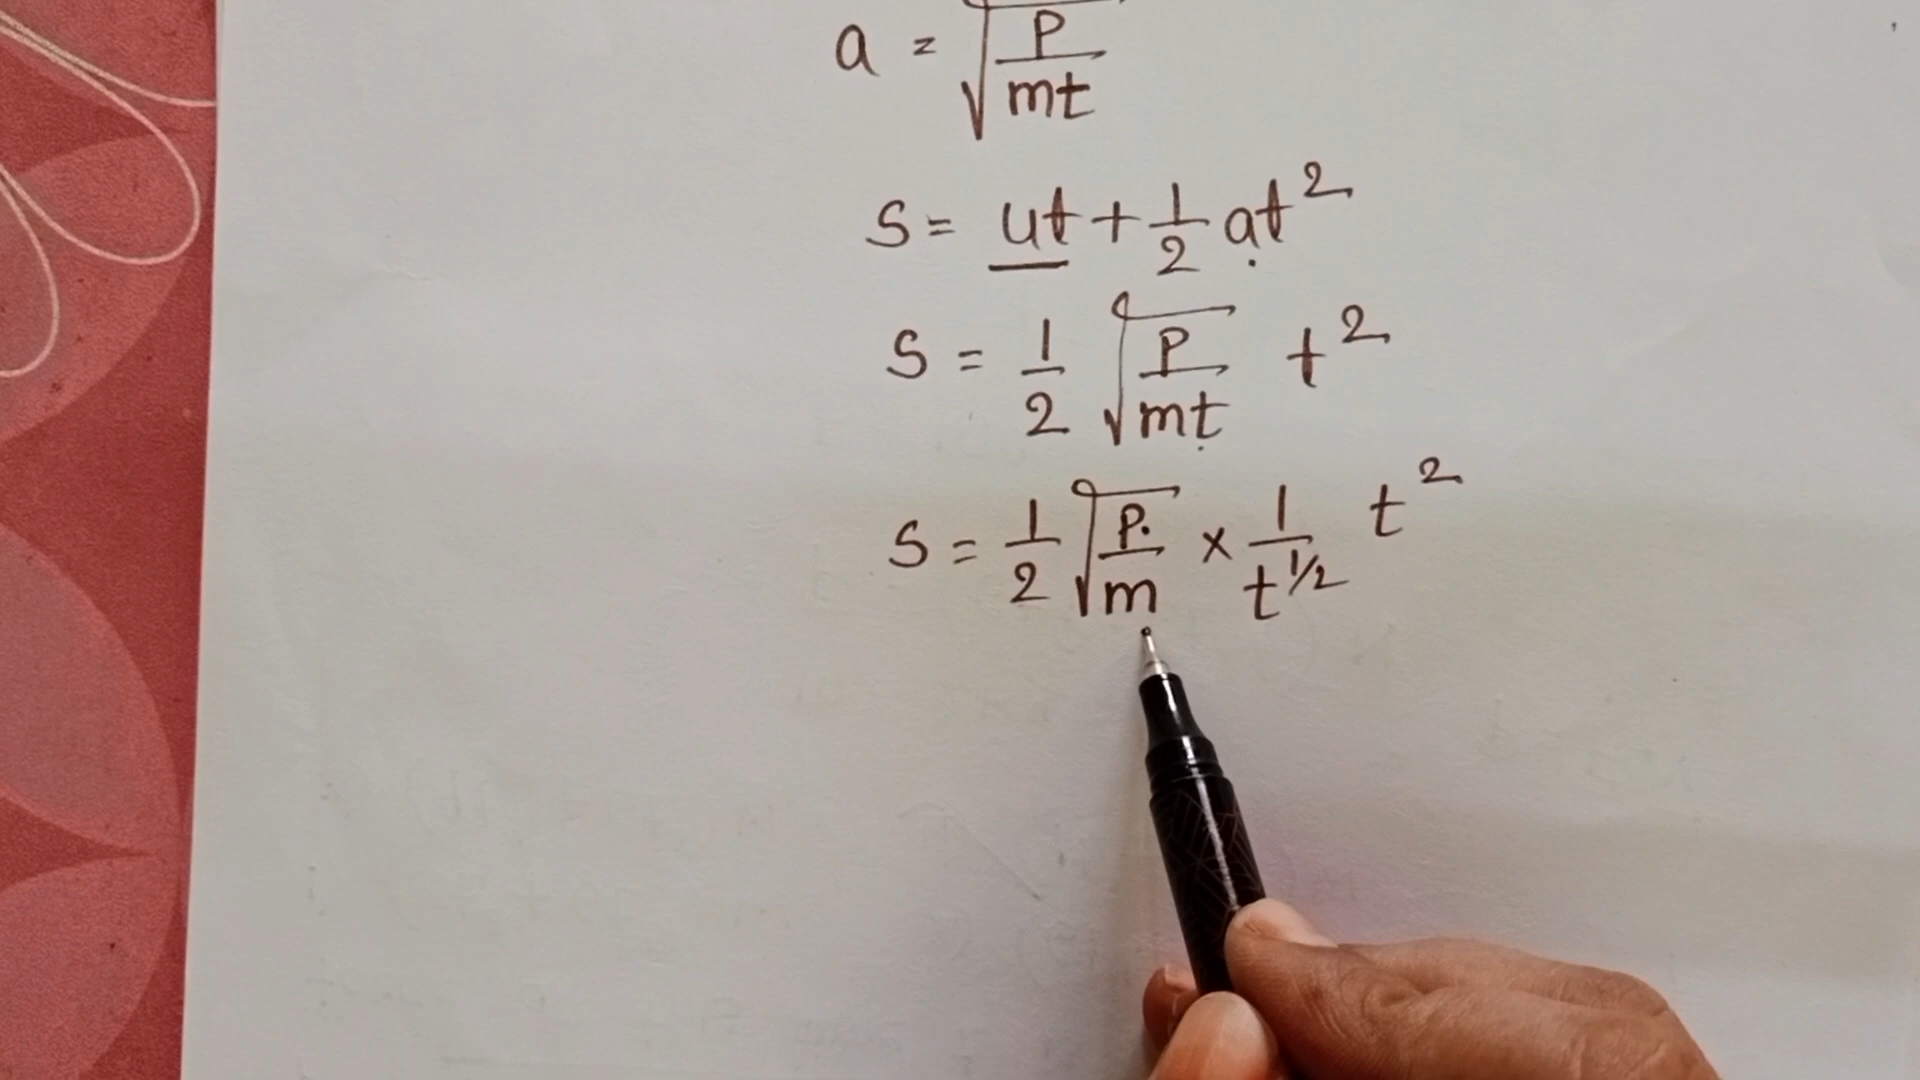 a = √(P/mt)
S = ut + 1/2 at²
S = 1/2 √(P/mt) t²
S = 1/2 √(P/m) × 1/t^1/2 t²